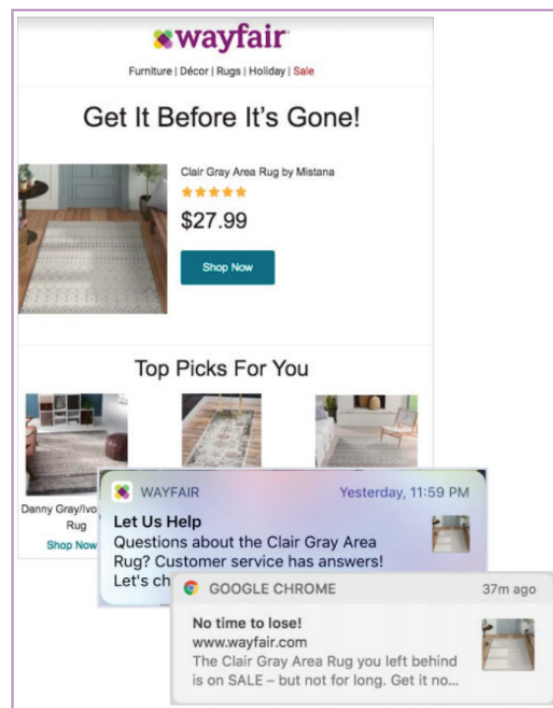 wayfair
Furniture | Décor | Rugs | Holiday | Sale
Get It Before It's Gone!
Clair Gray Area Rug by Mistana
$27.99
Shop Now
Top Picks For You
Danny Gray/Ivo
Rug
Shop Now
WAYFAIR Yesterday, 11:59 PM
Let Us Help
Questions about the Clair Gray Area
Rug? Customer service has answers!
Let's ch
GOOGLE CHROME 37m ago
No time to lose!
www.wayfair.com
The Clair Gray Area Rug you left behind
is on SALE – but not for long. Get it no...